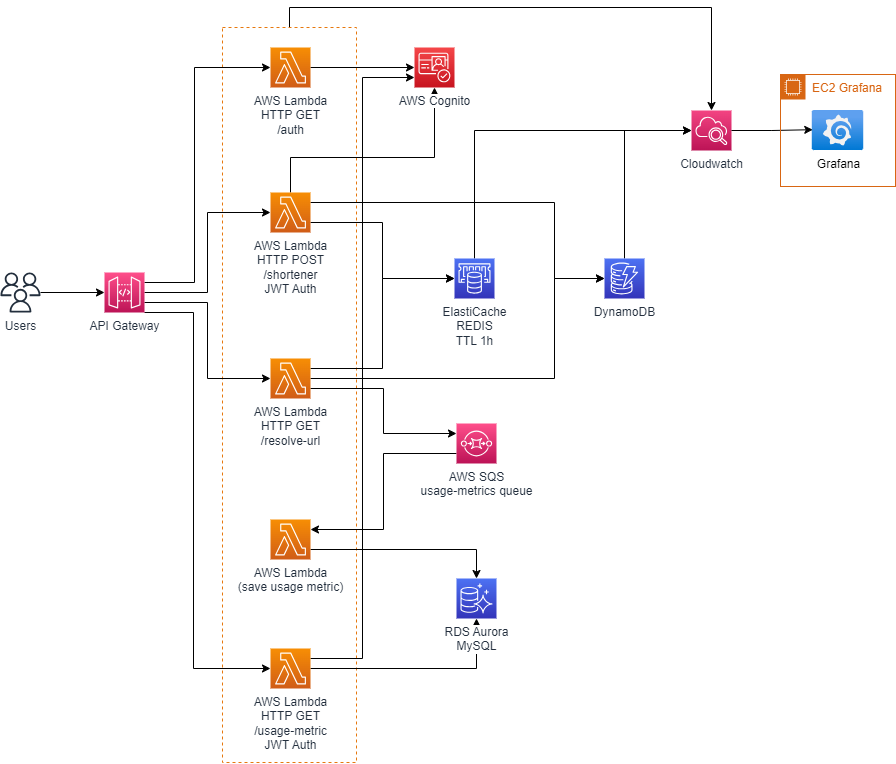 AWS Lambda
HTTP GET
/auth
AWS Cognito
EC2 Grafana
Cloudwatch
Grafana
AWS Lambda
HTTP POST
/shortener
JWT Auth
Users
API Gateway
ElastiCache
REDIS
TTL 1h
DynamoDB
AWS Lambda
HTTP GET
/resolve-url
AWS SQS
usage-metrics queue
AWS Lambda
(save usage metric)
RDS Aurora
MySQL
AWS Lambda
HTTP GET
/usage-metric
JWT Auth